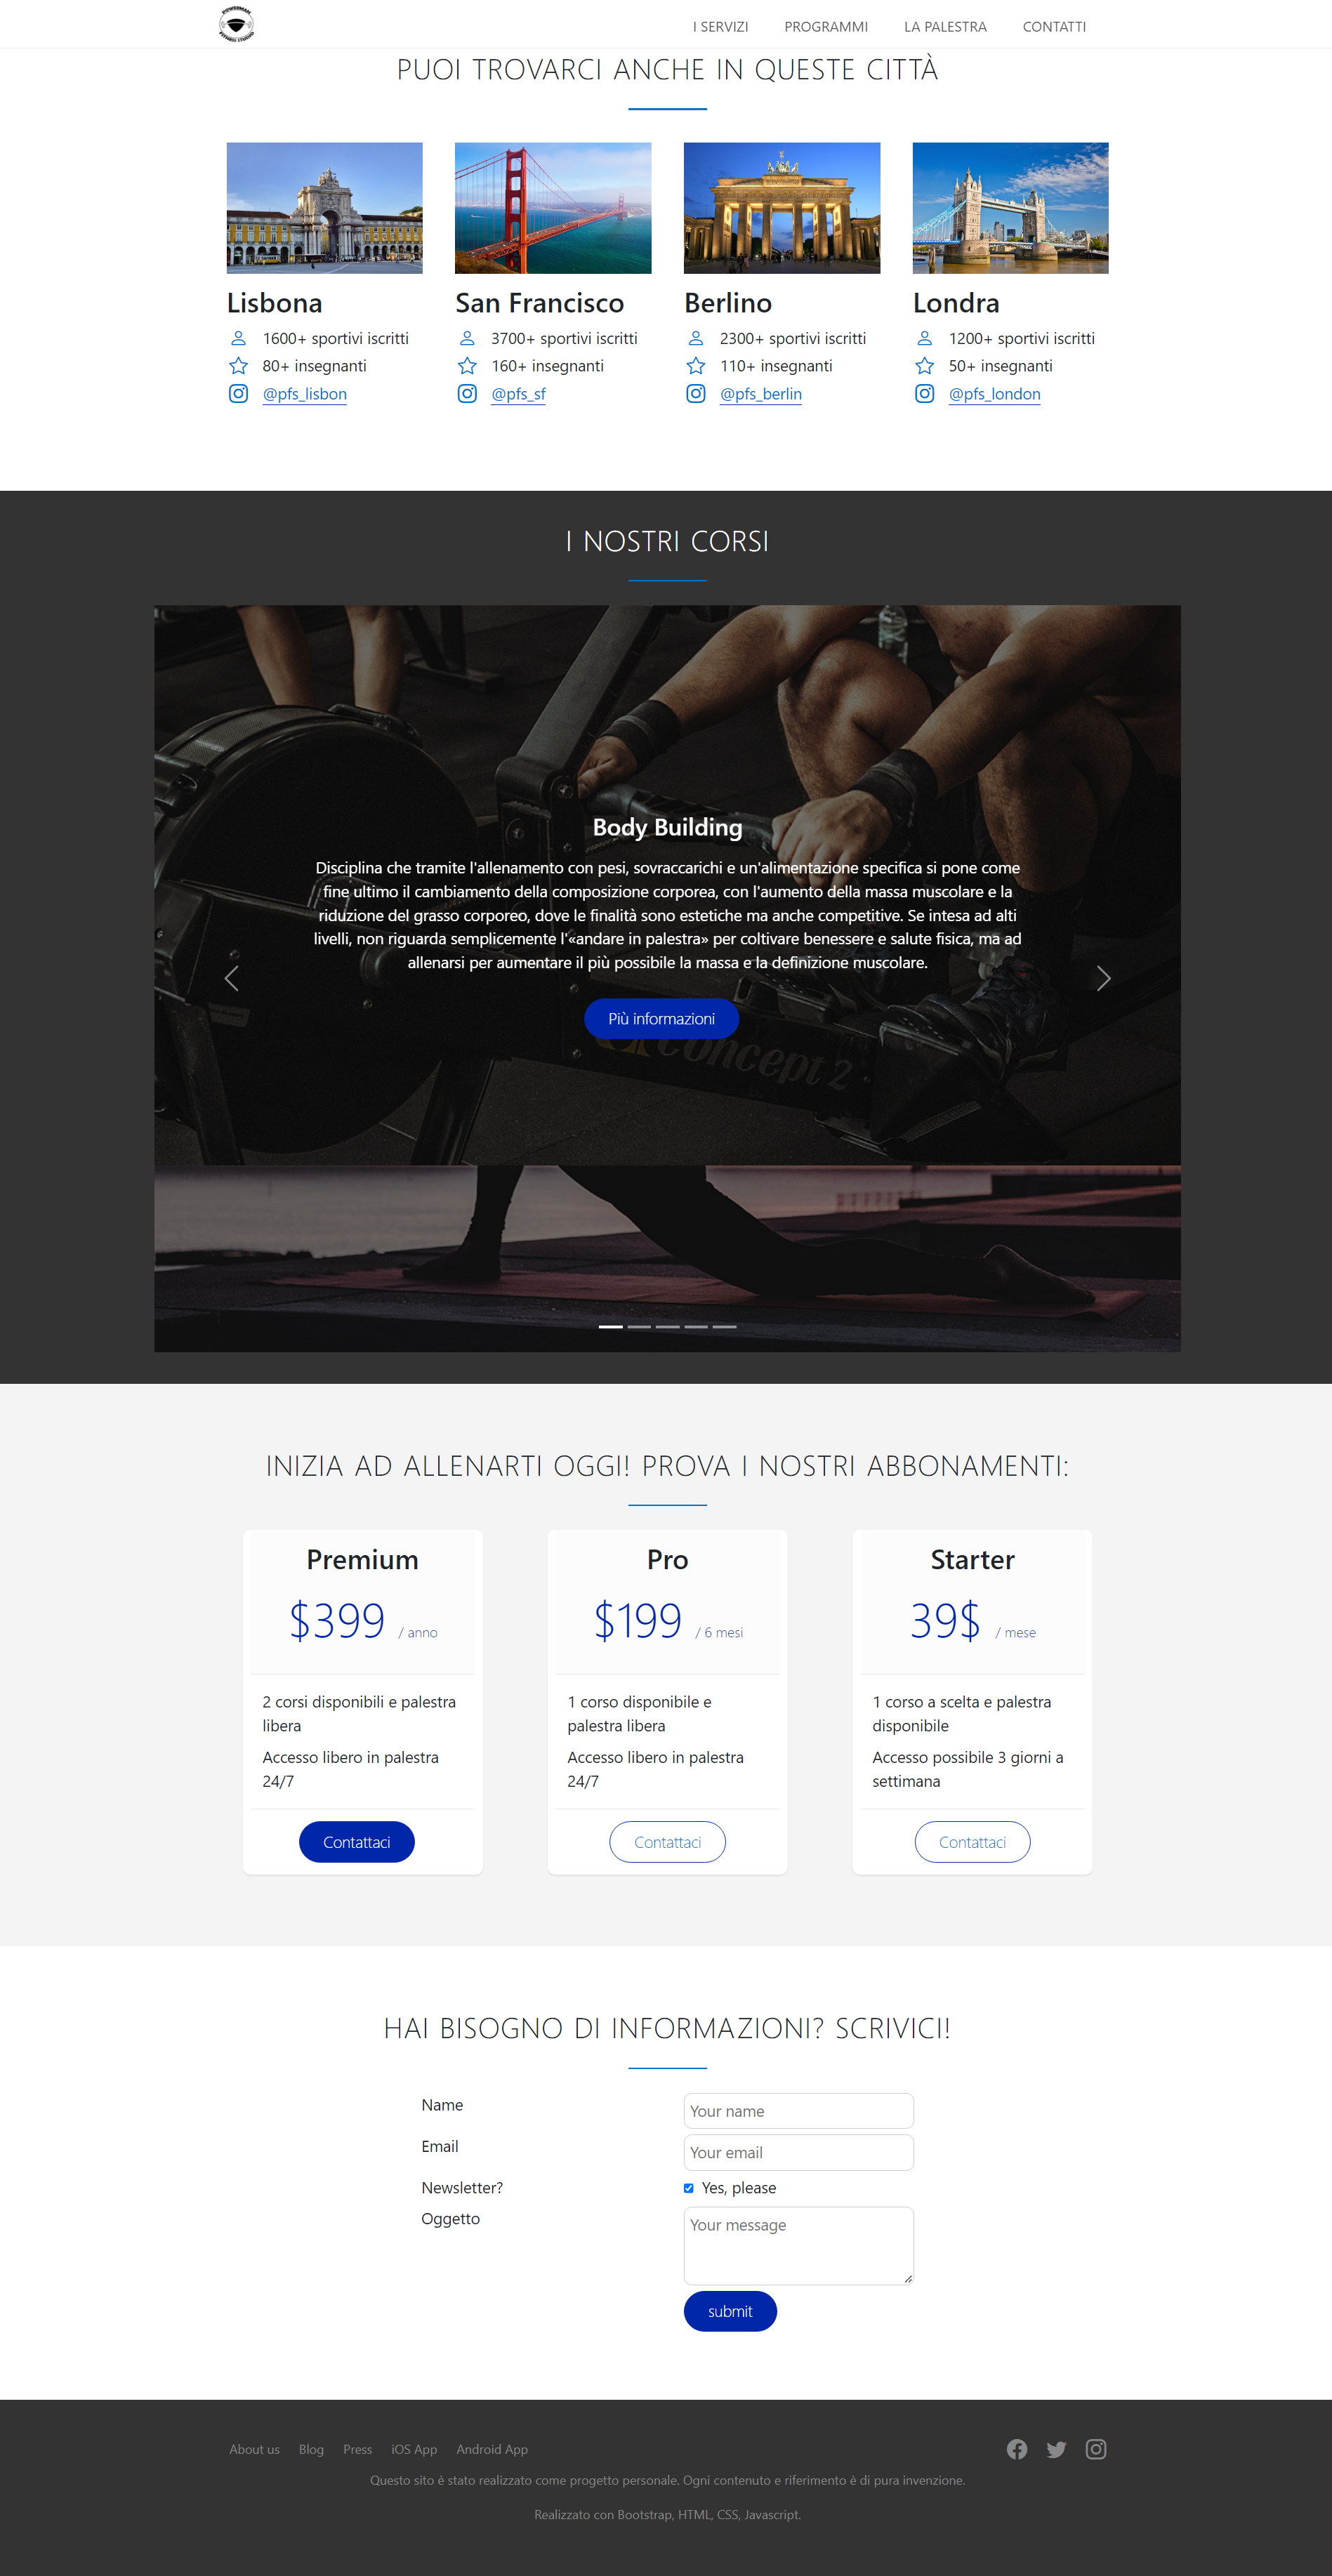 POWERMAN
FITNESS STUDIO
I SERVIZI
PROGRAMMI
LA PALESTRA
CONTATTI
PUOI TROVARCI ANCHE IN QUESTE CITTÀ
Lisbona
1600+ sportivi iscritti
80+ insegnanti
@pfs_lisbon
San Francisco
3700+ sportivi iscritti
160+ insegnanti
@pfs_sf
Berlino
2300+ sportivi iscritti
110+ insegnanti
@pfs_berlin
Londra
1200+ sportivi iscritti
50+ insegnanti
@pfs_london
I NOSTRI CORSI
Body Building
Disciplina che tramite l'allenamento con pesi, sovraccarichi e un'alimentazione specifica si pone come
fine ultimo il cambiamento della composizione corporea, con l'aumento della massa muscolare e la
riduzione del grasso corporeo, dove le finalità sono estetiche ma anche competitive. Se intesa ad alti
livelli, non riguarda semplicemente l'«andare in palestra» per coltivare benessere e salute fisica, ma ad
allenarsi per aumentare il più possibile la massa e la definizione muscolare.
Più informazioni
concept 2
INIZIA AD ALLENARTI OGGI! PROVA I NOSTRI ABBONAMENTI:
Premium
$399 / anno
2 corsi disponibili e palestra
libera
Accesso libero in palestra
24/7
Contattaci
Pro
$199 / 6 mesi
1 corso disponibile e
palestra libera
Accesso libero in palestra
24/7
Contattaci
Starter
39$ / mese
1 corso a scelta e palestra
disponibile
Accesso possibile 3 giorni a
settimana
Contattaci
HAI BISOGNO DI INFORMAZIONI? SCRIVICI!
Name
Your name
Email
Your email
Newsletter?
Yes, please
Oggetto
Your message
submit
About us
Blog
Press
iOS App
Android App
Questo sito è stato realizzato come progetto personale. Ogni contenuto e riferimento è di pura invenzione.
Realizzato con Bootstrap, HTML, CSS, Javascript.